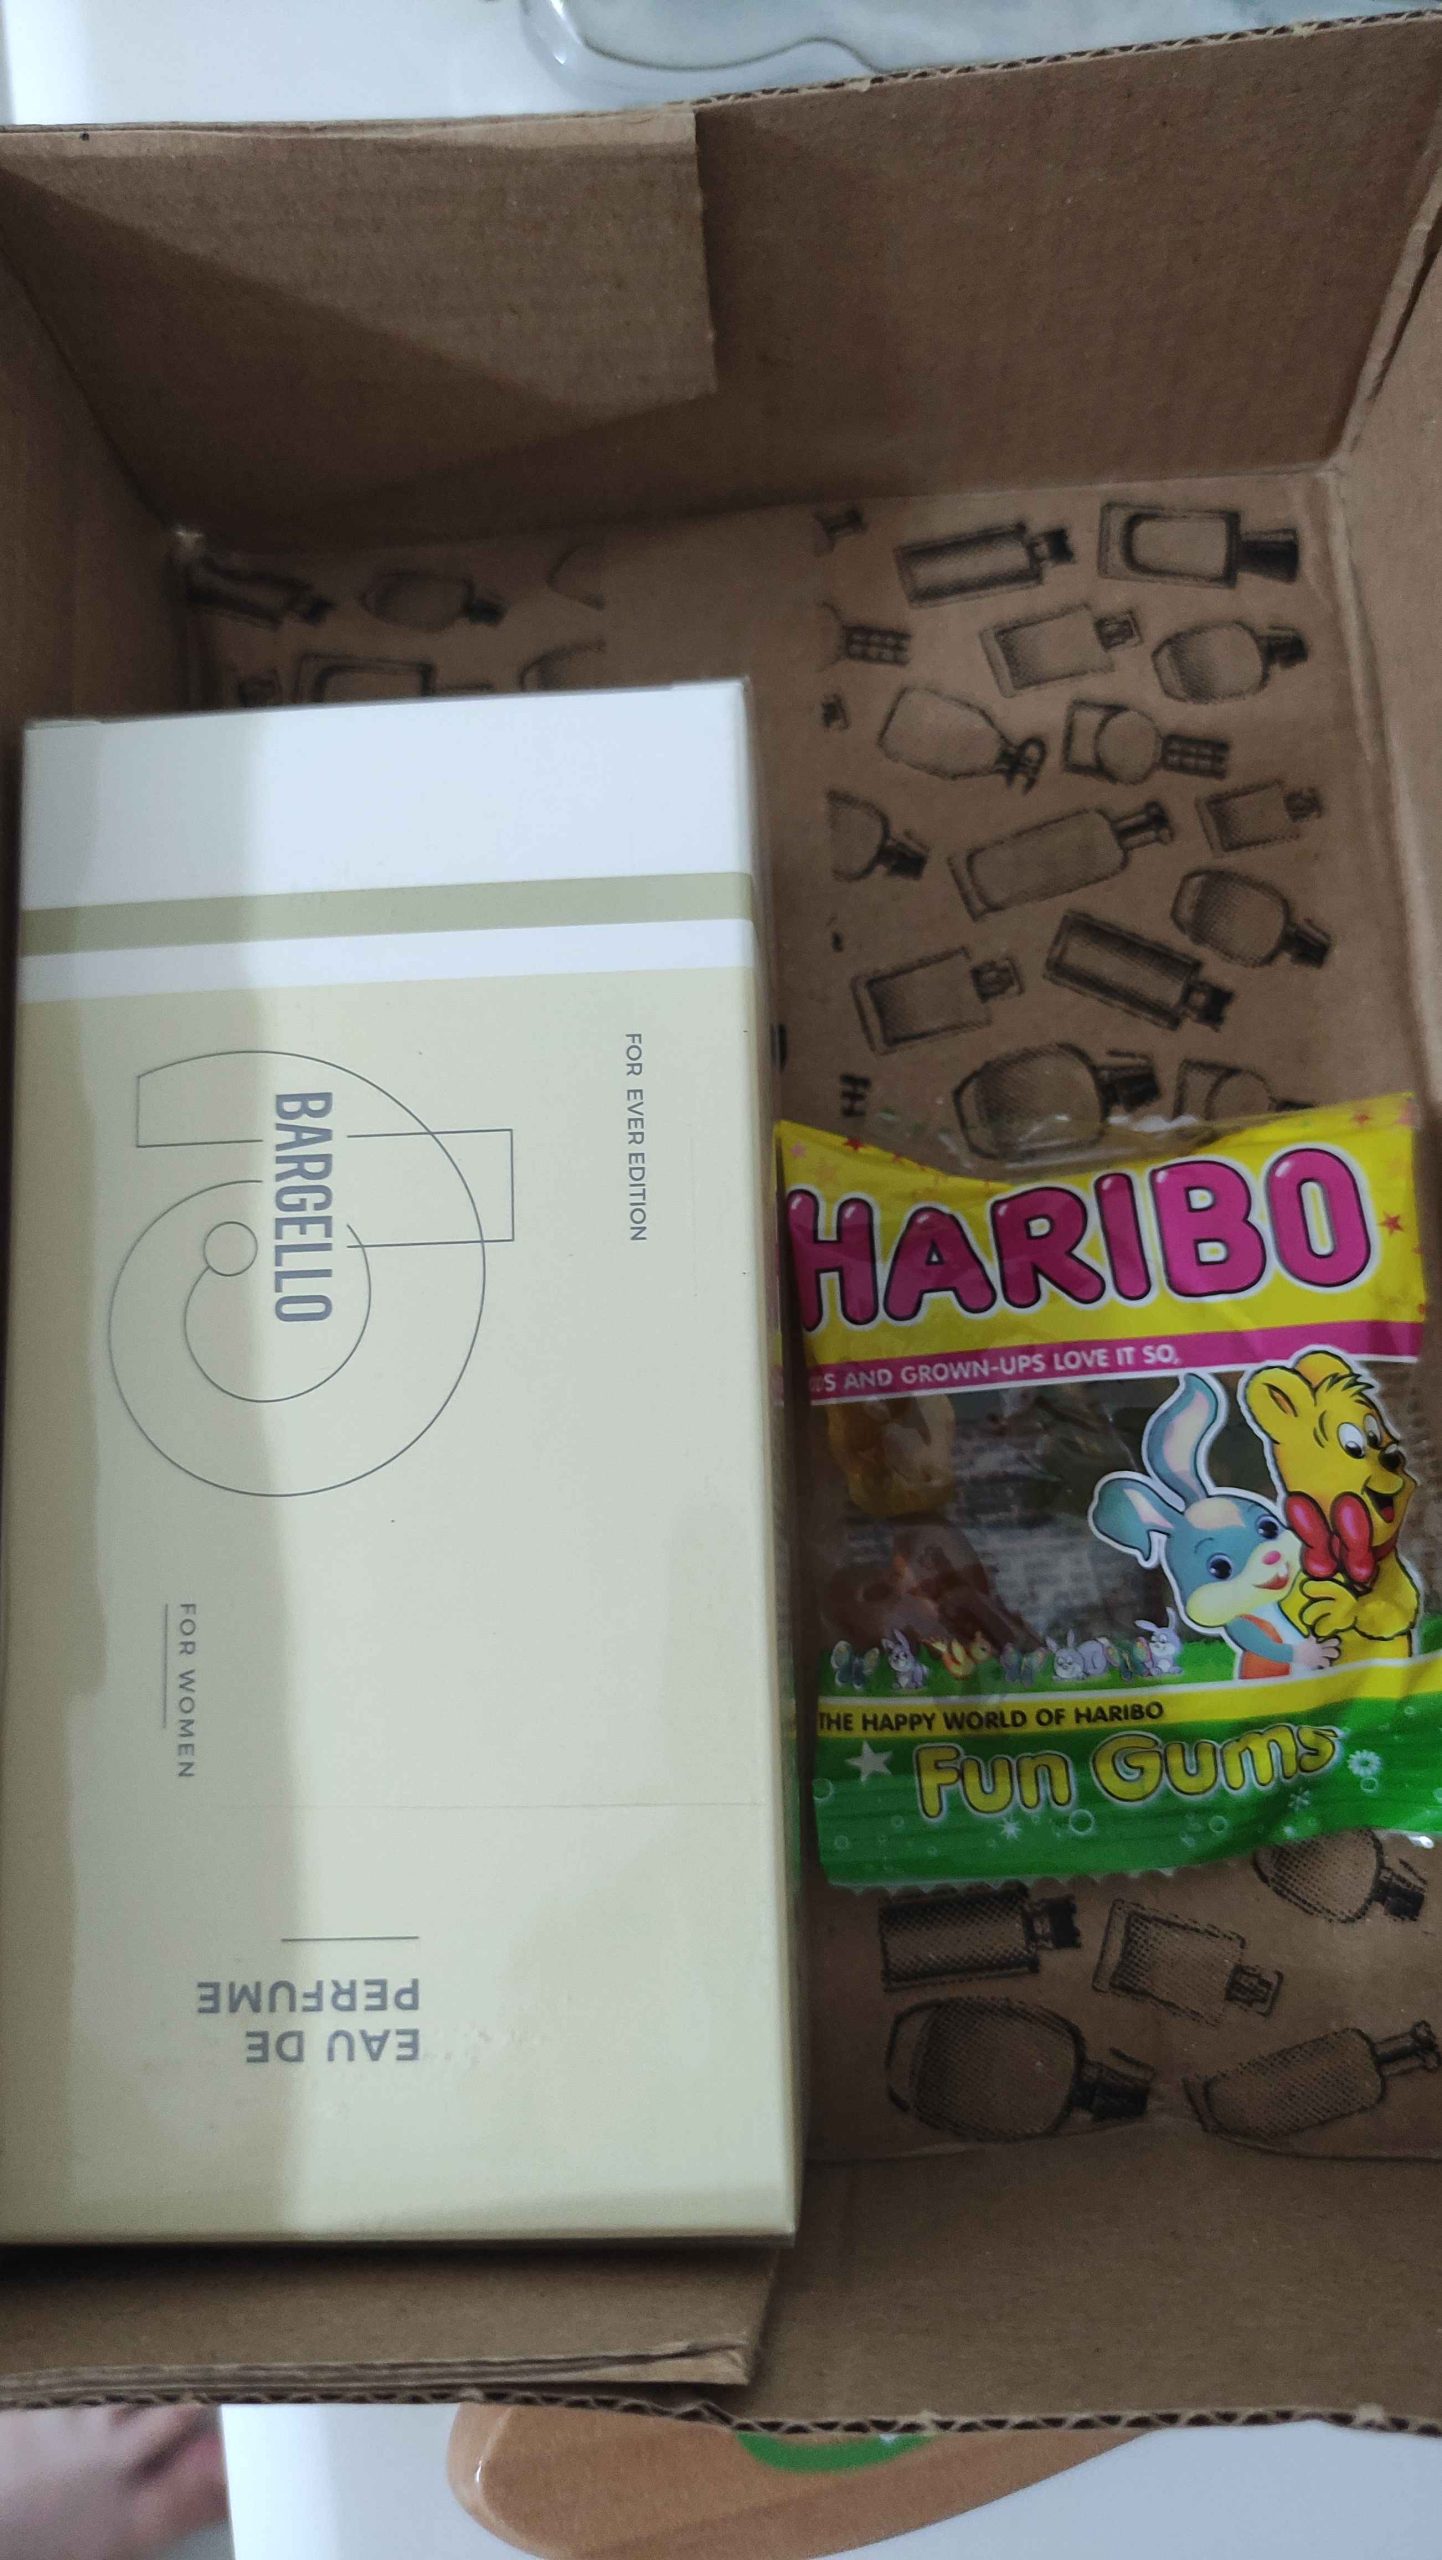 FOR EVER EDITION
BARGELLO
FOR WOMEN
EAU DE
PERFUME
HARIBO
AND GROWN-UPS LOVE IT SO,
THE HAPPY WORLD OF HARIBO
Fun Gums